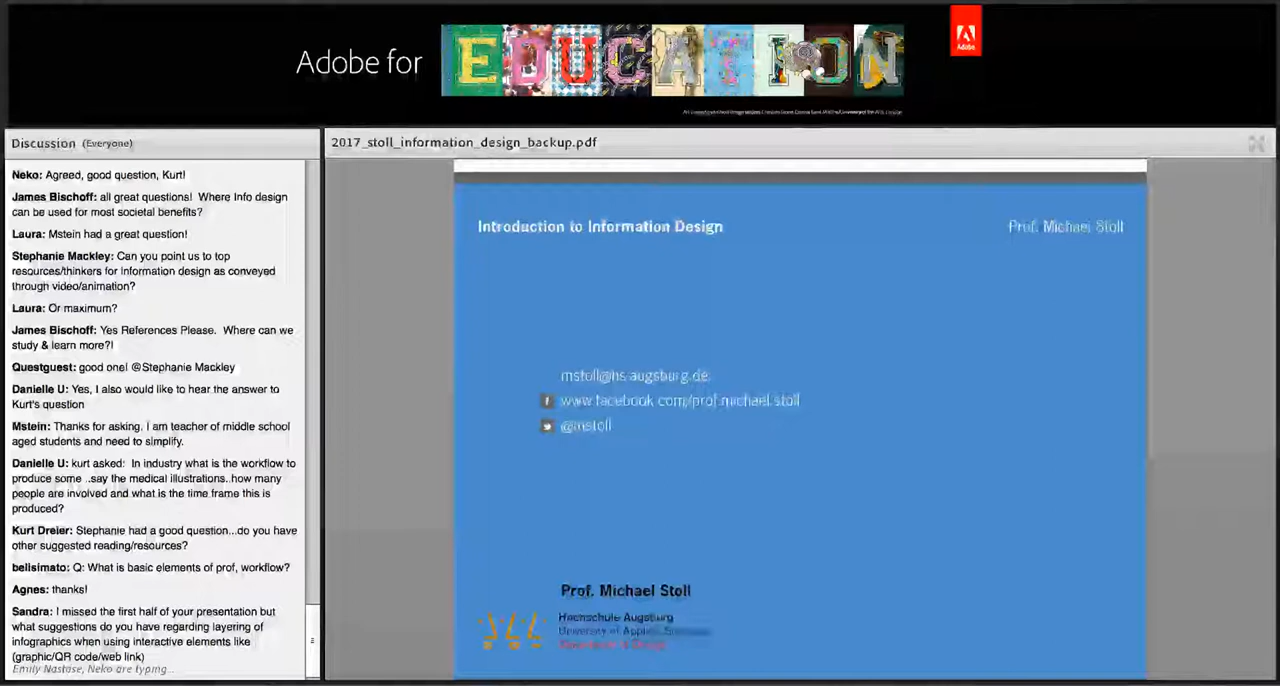 Adobe for EDUCATION
Adobe
Discussion (Everyone)
Neko: Agreed, good question, Kurt!
James Bischoff: all great questions! Where Info design
can be used for most societal benefits?
Laura: Mstein had a great question!
Stephanie Mackley: Can you point us to top
resources/thinkers for information design as conveyed
through video/animation?
Laura: Or maximum?
James Bischoff: Yes References Please. Where can we
study & learn more?!
Questguest: good one! @Stephanie Mackley
Danielle U: Yes, I also would like to hear the answer to
Kurt's question
Mstein: Thanks for asking. I am teacher of middle school
aged students and need to simplify.
Danielle U: kurt asked: In industry what is the workflow to
produce some ..say the medical illustrations..how many
people are involved and what is the time frame this is
produced?
Kurt Dreier: Stephanie had a good question...do you have
other suggested reading/resources?
belisimato: Q: What is basic elements of prof, workflow?
Agnes: thanks!
Sandra: I missed the first half of your presentation but
what suggestions do you have regarding layering of
infographics when using interactive elements like
(graphic/QR code/web link)
Emily Nastase, Neko are typing...
2017_stoll_information_design_backup.pdf
Introduction to Information Design
Prof. Michael Stoll
mstoll@hs-augsburg.de
www.facebook.com/prof.michael.stoll
@mstoll
Prof. Michael Stoll
Hochschule Augsburg
University of Applied Sciences